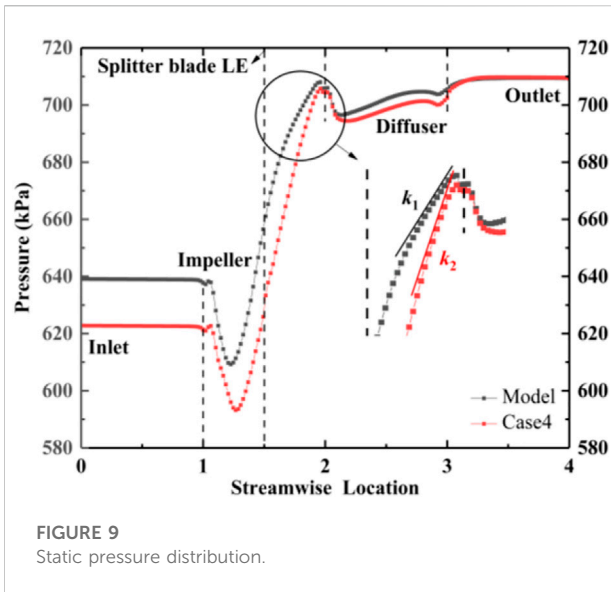 720
700
680
660
640
620
600
580
Pressure (kPa)
Splitter blade LE
Impeller
Inlet
Diffuser
Outlet
k1
k2
Model
Case4
720
700
680
660
640
620
600
580
0 1 2 3 4
Streamwise Location
FIGURE 9
Static pressure distribution.